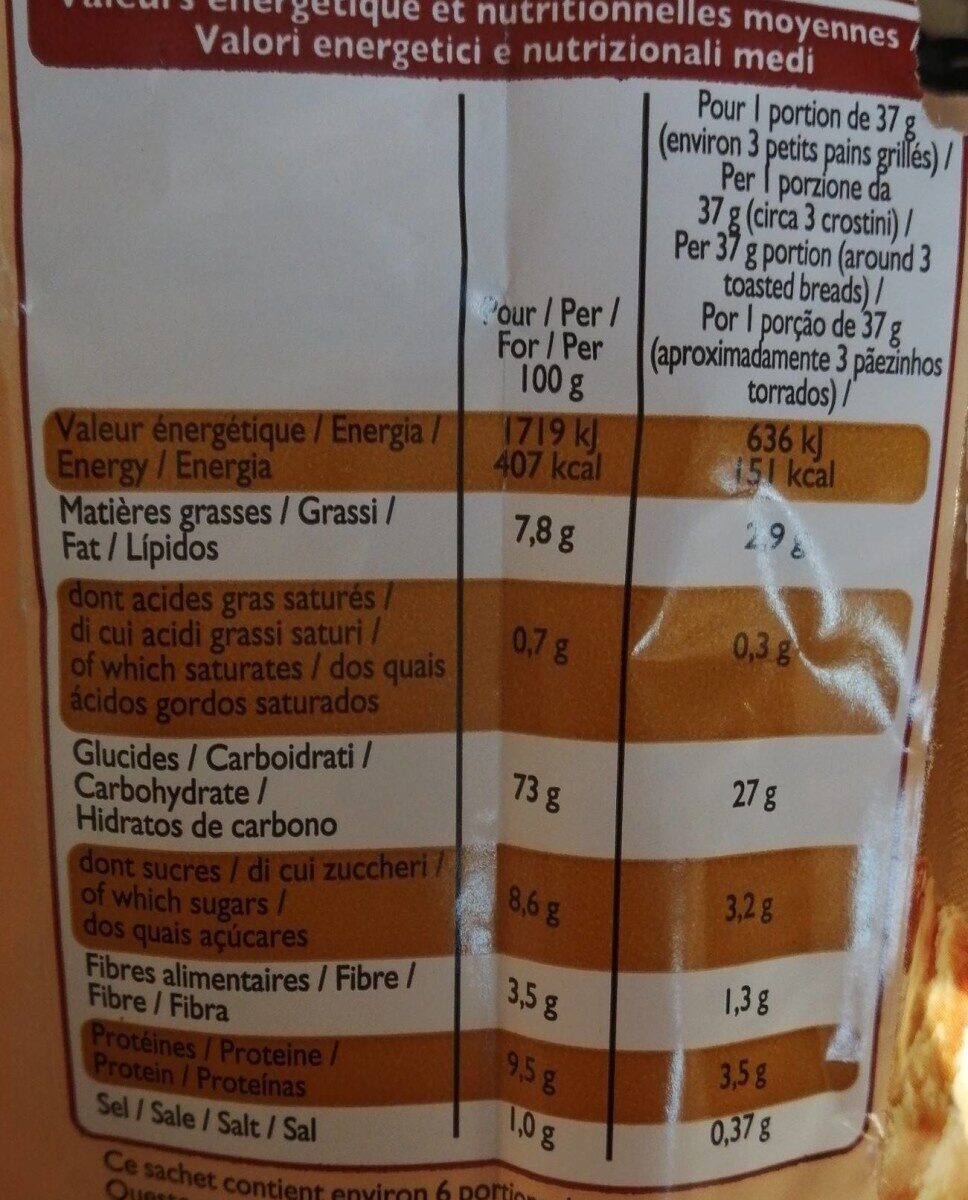 énergétique et nutritionnelles moyennes /
Valori energetici e nutrizionali medi
Pour 1 portion de 37 g
(environ 3 petits pains grillés) /
Per 1 porzione da
37 g (circa 3 crostini) /
Per 37 g portion (around 3
toasted breads) /
Por 1 porção de 37 g
(aproximadamente 3 pãezinhos
torrados) /
Pour / Per /
For / Per
100 g
Valeur énergétique / Energia /
Energy / Energia
1719 kJ
407 kcal
636 kJ
151 kcal
Matières grasses / Grassi /
Fat / Lípidos
7,8 g
2,9 g
dont acides gras saturés /
di cui acidi grassi saturi /
of which saturates / dos quais
ácidos gordos saturados
0,7 g
0,3 g
Glucides / Carboidrati /
Carbohydrate /
Hidratos de carbono
73 g
27 g
dont sucres / di cui zuccheri /
of which sugars /
dos quais açúcares
8,6 g
3,2 g
Fibres alimentaires / Fibre /
Fibre / Fibra
3,5 g
1,3 g
Protéines / Proteine /
Protein / Proteínas
9,5 g
3,5 g
Sel / Sale / Salt / Sal
1,0 g
0,37 g
Ce sachet contient environ 6